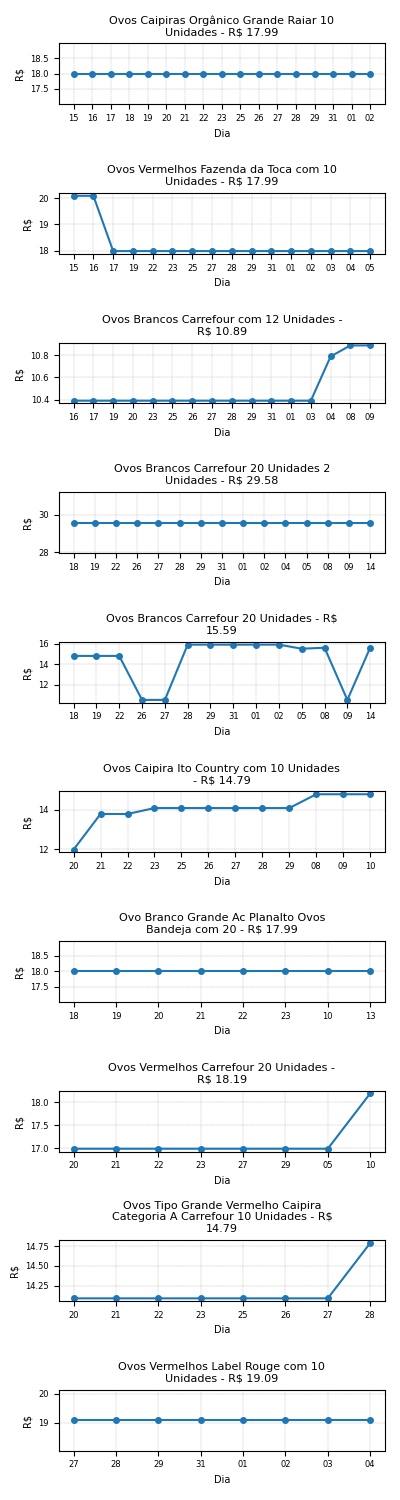 Ovos Caipiras Orgânico Grande Raiar 10
Unidades - R$ 17.99
18.5
18.0
17.5
R$
15 16 17 18 19 20 21 22 23 25 26 27 28 29 31 01 02
Dia
Ovos Vermelhos Fazenda da Toca com 10
Unidades - R$ 17.99
20
19
18
R$
15 16 17 19 22 23 25 27 28 29 31 01 02 03 04 05
Dia
Ovos Brancos Carrefour com 12 Unidades -
R$ 10.89
10.8
10.6
10.4
R$
16 17 19 20 23 25 26 27 28 29 31 01 03 04 08 09
Dia
Ovos Brancos Carrefour 20 Unidades 2
Unidades - R$ 29.58
30
28
R$
18 19 22 26 27 28 29 31 01 02 04 05 08 09 14
Dia
Ovos Brancos Carrefour 20 Unidades - R$
15.59
16
14
12
R$
18 19 22 26 27 28 29 31 01 02 05 08 09 14
Dia
Ovos Caipira Ito Country com 10 Unidades
- R$ 14.79
14
12
R$
20 21 22 23 25 26 27 28 29 08 09 10
Dia
Ovo Branco Grande Ac Planalto Ovos
Bandeja com 20 - R$ 17.99
18.5
18.0
17.5
R$
18 19 20 21 22 23 10 13
Dia
Ovos Vermelhos Carrefour 20 Unidades -
R$ 18.19
18.0
17.5
17.0
R$
20 21 22 23 27 29 05 10
Dia
Ovos Tipo Grande Vermelho Caipira
Categoria A Carrefour 10 Unidades - R$
14.79
14.75
14.50
14.25
R$
20 21 22 23 25 26 27 28
Dia
Ovos Vermelhos Label Rouge com 10
Unidades - R$ 19.09
20
19
R$
27 28 29 31 01 02 03 04
Dia